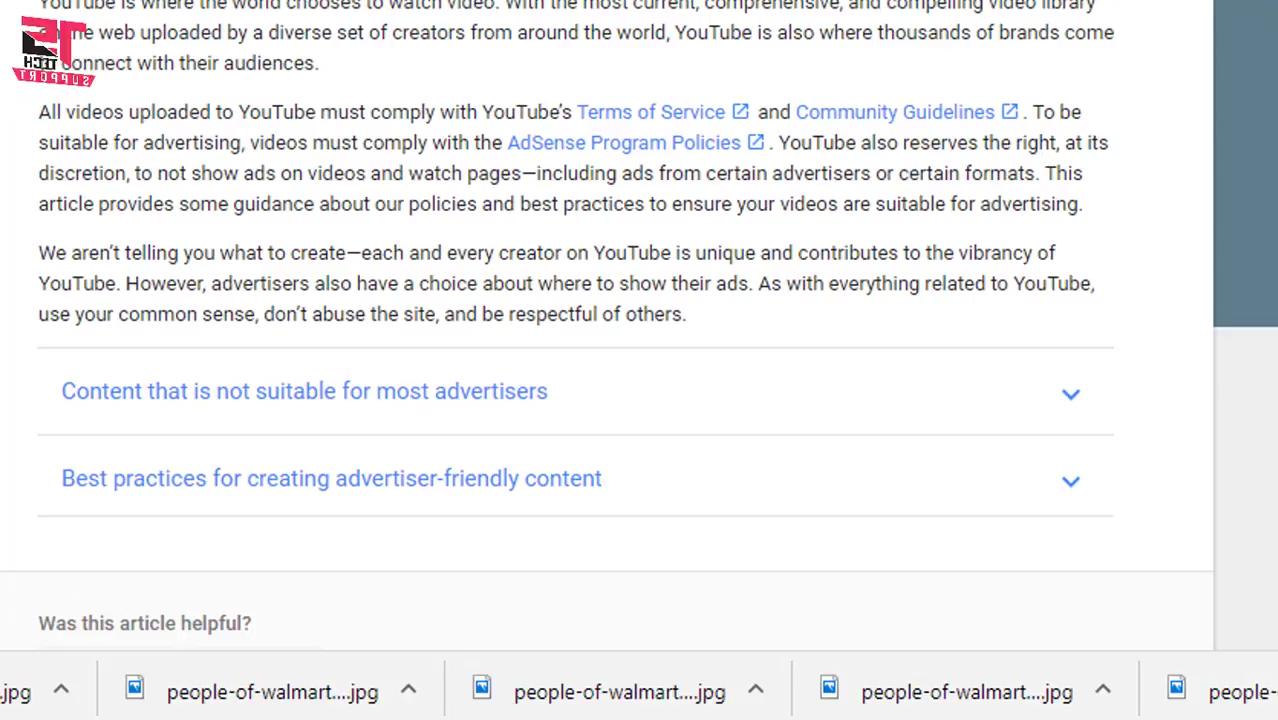 YouTube is where the world chooses to watch video. With the most current, comprehensive, and compelling video library
the web uploaded by a diverse set of creators from around the world, YouTube is also where thousands of brands come
connect with their audiences.
ET
TECH
SUPPORT
All videos uploaded to YouTube must comply with YouTube's Terms of Service and Community Guidelines. To be
suitable for advertising, videos must comply with the AdSense Program Policies. YouTube also reserves the right, at its
discretion, to not show ads on videos and watch pages—including ads from certain advertisers or certain formats. This
article provides some guidance about our policies and best practices to ensure your videos are suitable for advertising.
We aren't telling you what to create—each and every creator on YouTube is unique and contributes to the vibrancy of
YouTube. However, advertisers also have a choice about where to show their ads. As with everything related to YouTube,
use your common sense, don't abuse the site, and be respectful of others.
Content that is not suitable for most advertisers
Best practices for creating advertiser-friendly content
Was this article helpful?
.jpg people-of-walmart....jpg people-of-walmart....jpg people-of-walmart....jpg people-